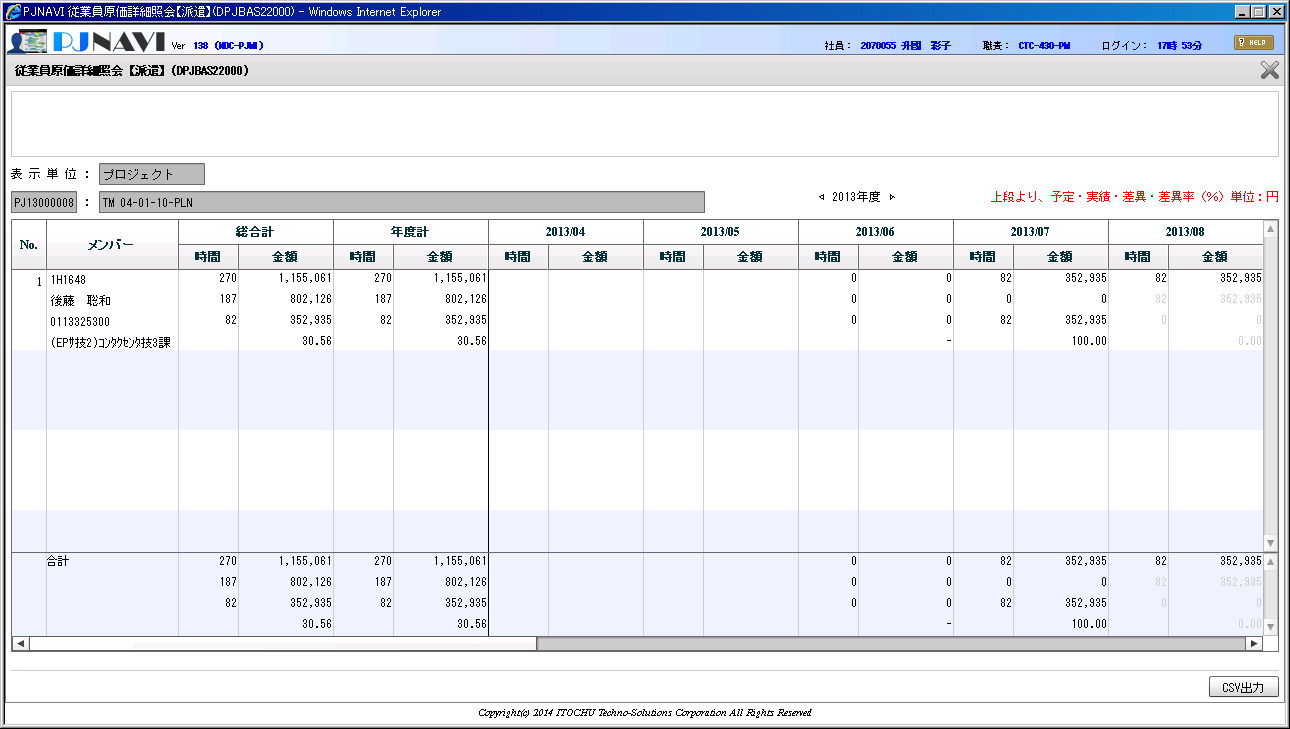 PJNAVI 従業員原価詳細照会【派遣】(DPJBAS22000) - Windows Internet Explorer
PJNAVI Ver 138 (NDC-PJMI) 社員： 2070055 升國 彩子 職責： CTC-430-PM ログイン： 17時 53分 ? HELP
従業員原価詳細照会【派遣】(DPJBAS22000)
表示単位： プロジェクト
PJ13000008 ： TM 04-01-10-PLN 2013年度 上段より、予定・実績・差異・差異率（％）単位：円
No. メンバー 総合計 年度計 2013/04 2013/05 2013/06 2013/07 2013/08
時間 金額 時間 金額 時間 金額 時間 金額 時間 金額 時間 金額 時間 金額
1 1H1648 270 1,155,061 270 1,155,061 0 0 82 352,935 82 352,935
後藤　聡和 187 802,126 187 802,126 0 0 0 0 82 352,935
0113325300 82 352,935 82 352,935 0 0 82 352,935 0 0
(EPｻ技2)ｺﾝﾀｸｾﾝﾀ技3課 30.56 30.56 - 100.00 0.00
合計 270 1,155,061 270 1,155,061 0 0 82 352,935 82 352,935
187 802,126 187 802,126 0 0 0 0 82 352,935
82 352,935 82 352,935 0 0 82 352,935 0 0
30.56 30.56 - 100.00 0.00
CSV出力
Copyright(c) 2014 ITOCHU Techno-Solutions Corporation All Rights Reserved